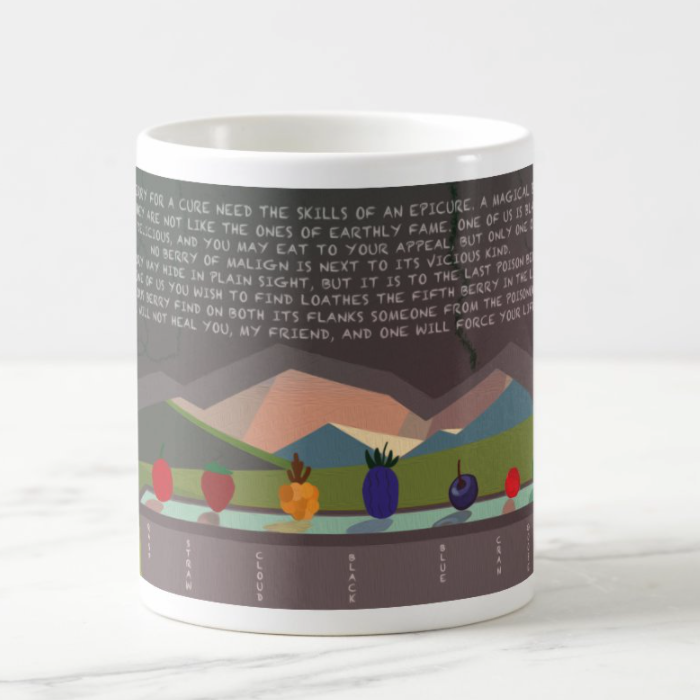 FOR A CURE NEED THE SKILLS OF AN EPICURE. A MAGICAL
ARE NOT LIKE THE ONES OF EARTHLY FAME. ONE OF US IS
DELICIOUS, AND YOU MAY EAT TO YOUR APPEAL, BUT ONLY ONE
NO BERRY OF MALIGN IS NEXT TO ITS VICIOUS KIND.
MAY HIDE IN PLAIN SIGHT, BUT IT IS TO THE LAST POISON
OF US YOU WISH TO FIND LOATHES THE FIFTH BERRY IN THE
BERRY FIND ON BOTH ITS FLANKS SOMEONE FROM THE
WILL NOT HEAL YOU, MY FRIEND, AND ONE WILL FORCE YOUR
STRAW
CLOUD
BLACK
BLUE
CRAN